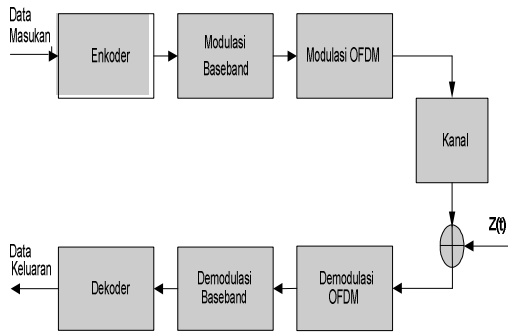 Data
Masukan
Enkoder
Modulasi
Baseband
Modulasi OFDM
Kanal
Z(t)
Data
Keluaran
Dekoder
Demodulasi
Baseband
Demodulasi
OFDM